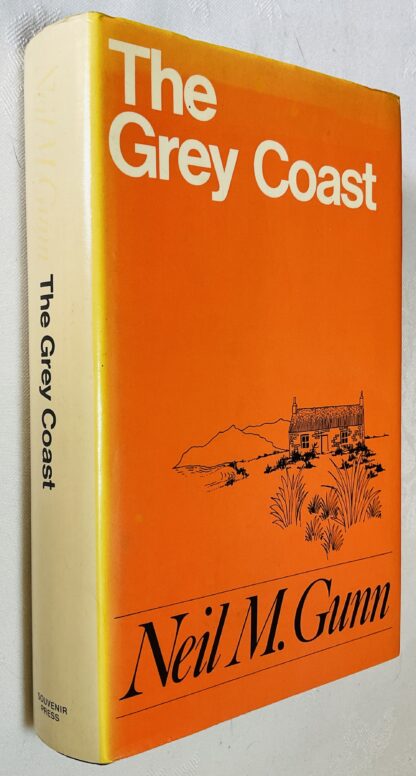 The
Grey Coast
Neil M. Gunn
Neil M. Gunn
The Grey Coast
SOUVENIR
PRESS